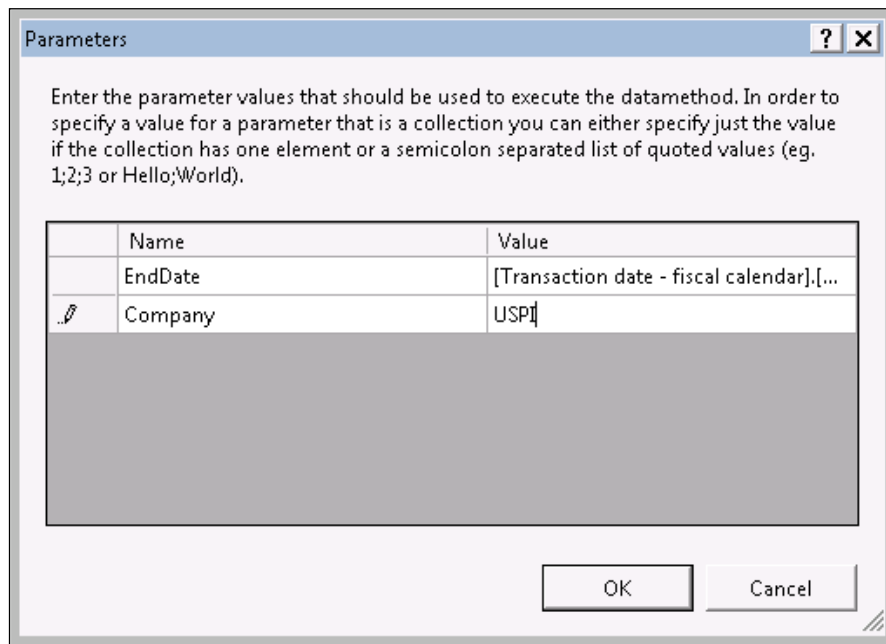 Parameters
Enter the parameter values that should be used to execute the datamethod. In order to
specify a value for a parameter that is a collection you can either specify just the value
if the collection has one element or a semicolon separated list of quoted values (eg.
1;2;3 or Hello;World).
Name Value
EndDate [Transaction date - fiscal calendar].[...
Company USPI
OK Cancel